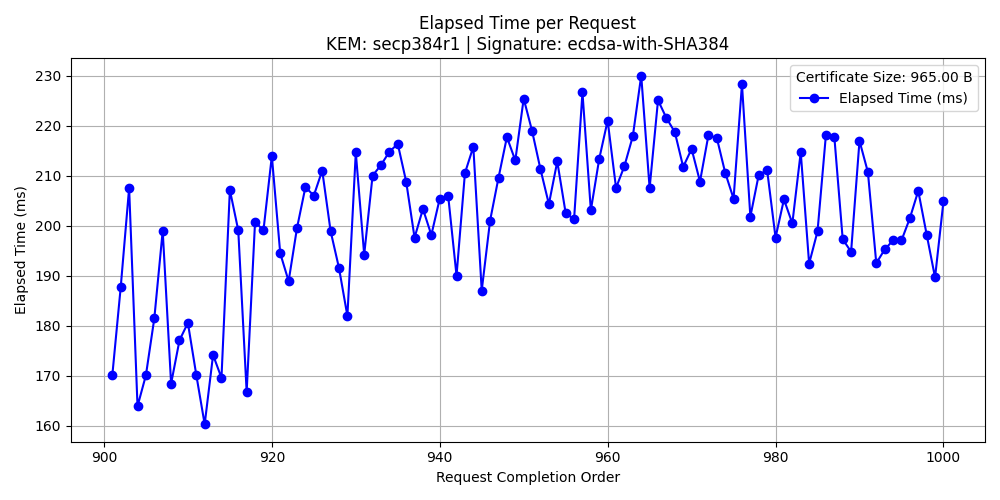 Elapsed Time per Request
KEM: secp384r1 | Signature: ecdsa-with-SHA384
Certificate Size: 965.00 B
Elapsed Time (ms)
Elapsed Time (ms)
230
220
210
200
190
180
170
160
900
920
940
960
980
1000
Request Completion Order